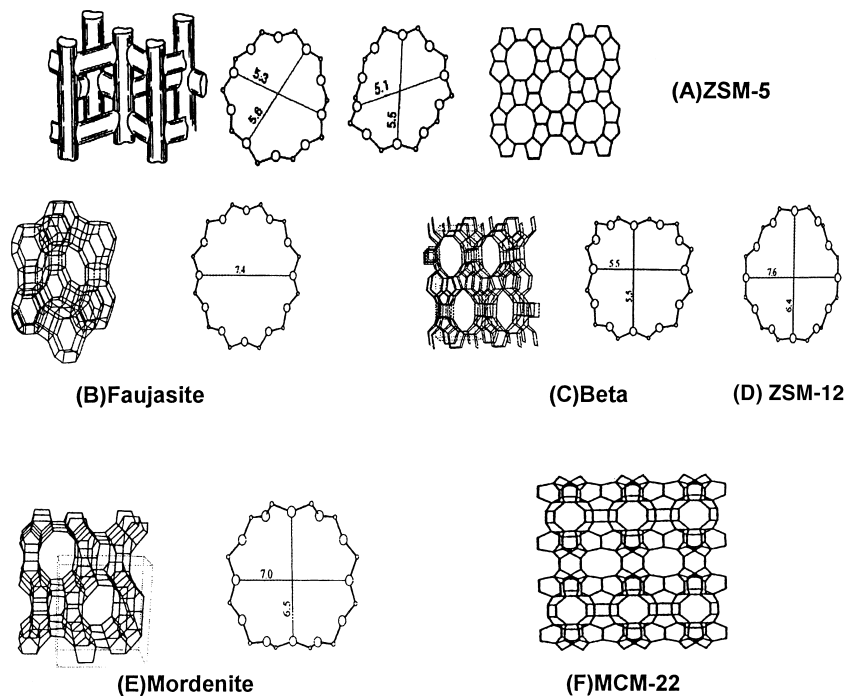 5.3
5.6
5.1
5.5
(A)ZSM-5
7.4
5.5
5.5
7.6
6.4
(B)Faujasite
(C)Beta
(D) ZSM-12
7.0
6.5
(E)Mordenite
(F)MCM-22